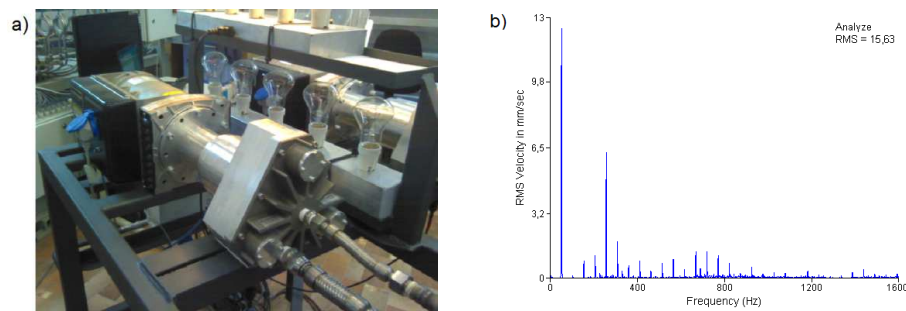 a)
b)
13
Analyze
RMS = 15,63
9,8
6,5
3,2
0
RMS Velocity in mm/sec
0
400
800
1200
1600
Frequency (Hz)